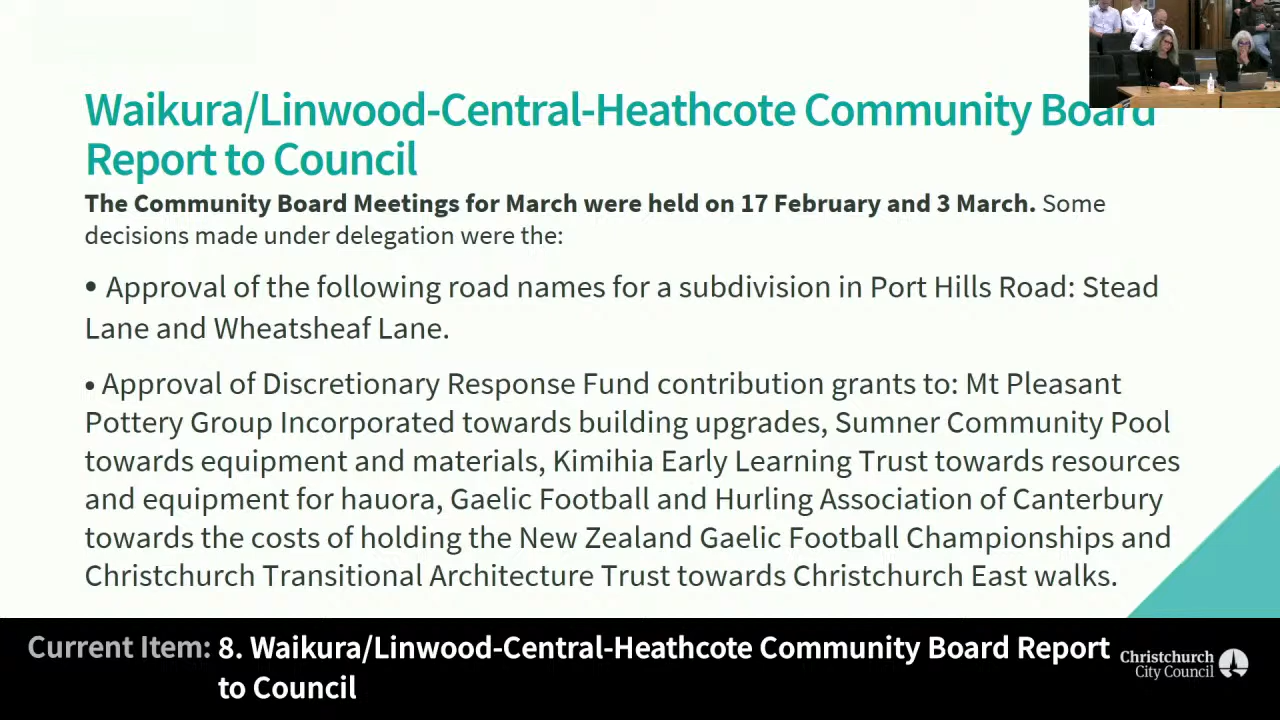 Waikura/Linwood-Central-Heathcote Community Board
Report to Council
The Community Board Meetings for March were held on 17 February and 3 March. Some
decisions made under delegation were the:
• Approval of the following road names for a subdivision in Port Hills Road: Stead
Lane and Wheatsheaf Lane.
• Approval of Discretionary Response Fund contribution grants to: Mt Pleasant
Pottery Group Incorporated towards building upgrades, Sumner Community Pool
towards equipment and materials, Kimihia Early Learning Trust towards resources
and equipment for hauora, Gaelic Football and Hurling Association of Canterbury
towards the costs of holding the New Zealand Gaelic Football Championships and
Christchurch Transitional Architecture Trust towards Christchurch East walks.
Current Item: 8. Waikura/Linwood-Central-Heathcote Community Board Report
to Council
Christchurch
City Council